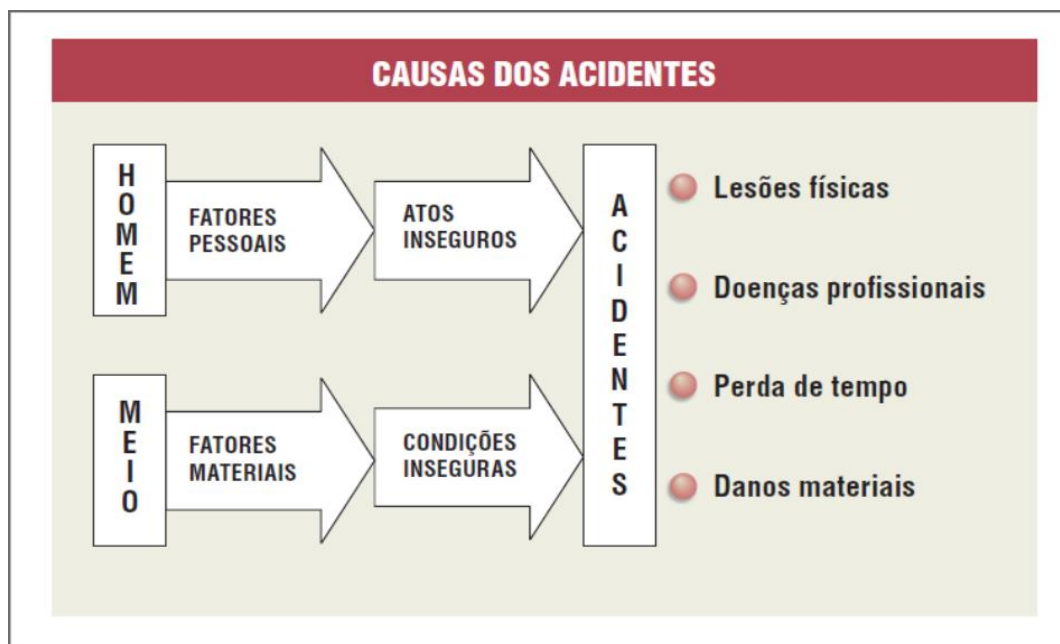 CAUSAS DOS ACIDENTES
HOMEM
FATORES
PESSOAIS
ATOS
INSEGUROS
MEIO
FATORES
MATERIAIS
CONDIÇÕES
INSEGURAS
ACIDENTES
Lesões físicas
Doenças profissionais
Perda de tempo
Danos materiais